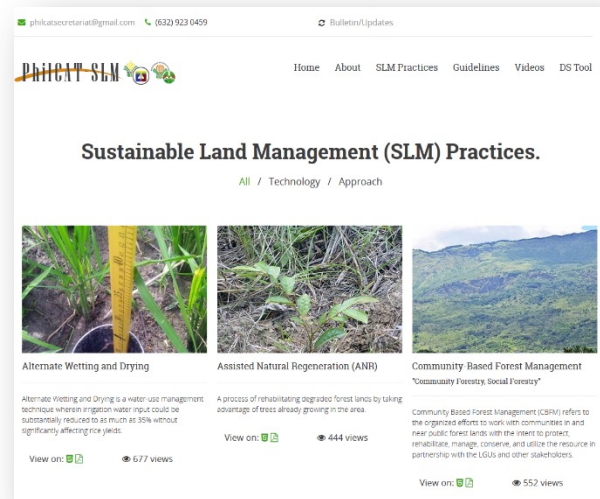 philcatsecretariat@gmail.com (632) 923 0459 Bulletin/Updates
PhilCAT-SLM
Home About SLM Practices Guidelines Videos DS Tool
Sustainable Land Management (SLM) Practices.
All / Technology / Approach
Alternate Wetting and Drying
Alternate Wetting and Drying is a water-use management
technique wherein irrigation water input could be
substantially reduced to as much as 35% without
significantly affecting rice yields.
View on: 677 views
Assisted Natural Regeneration (ANR)
A process of rehabilitating degraded forest lands by taking
advantage of trees already growing in the area.
View on: 444 views
Community-Based Forest Management
"Community Forestry, Social Forestry"
Community Based Forest Management (CBFM) refers to
the organized efforts to work with communities in and
near public forest lands with the intent to protect,
rehabilitate, manage, conserve, and utilize the resource in
partnership with the LGUs and other stakeholders.
View on: 552 views